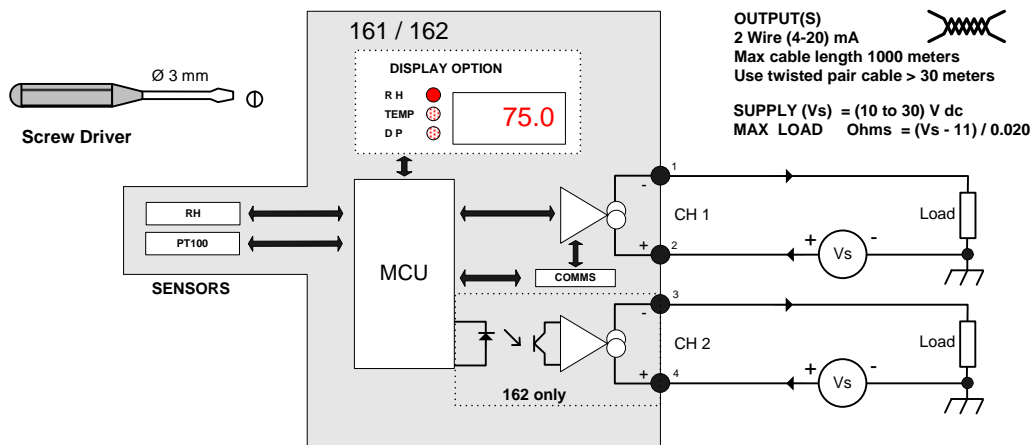 161 / 162
OUTPUT(S)
2 Wire (4-20) mA
Max cable length 1000 meters
Use twisted pair cable > 30 meters
SUPPLY (Vs) = (10 to 30) V dc
MAX LOAD Ohms = (Vs - 11) / 0.020
Ø 3 mm
Screw Driver
DISPLAY OPTION
R H
TEMP
D P
75.0
RH
PT100
SENSORS
MCU
COMMS
1
-
CH 1
+
2
Load
+
Vs
-
3
-
CH 2
+
4
Load
+
Vs
-
162 only